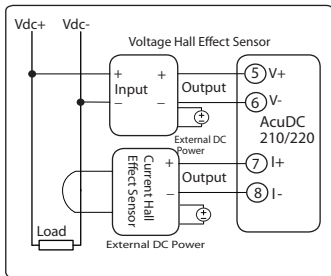 Vdc+ Vdc-
Voltage Hall Effect Sensor
+ + 5 V+
Input Output
− − 6 V-
External DC
Power
AcuDC
210/220
Current Hall
Effect Sensor
+ 7 I+
Output
− 8 I-
Load
External DC Power